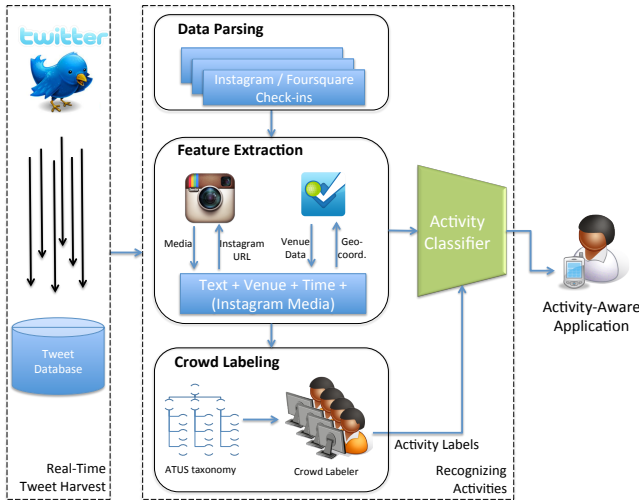 twitter
Tweet
Database
Real-Time
Tweet Harvest
Data Parsing
Instagram / Foursquare
Check-ins
Feature Extraction
Media
Instagram
URL
Venue
Data
Geo-
coord.
Text + Venue + Time +
(Instagram Media)
Crowd Labeling
ATUS taxonomy
Crowd Labeler
Activity Labels
Activity
Classifier
Recognizing
Activities
Activity-Aware
Application